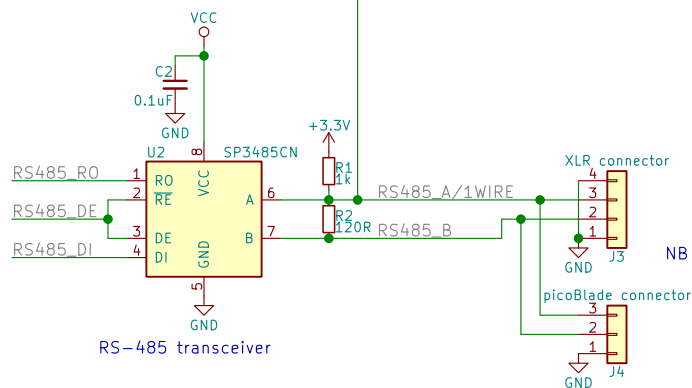 VCC
C2
0.1uF
GND
+3.3V
U2
SP3485CN
XLR connector
8
R1
1k
4
RS485_RO
1
RO
VCC
2
RE
A
6
RS485_A/1WIRE
3
RS485_DE
R2
120R
2
3
DE
B
7
RS485_B
1
RS485_DI
4
DI
GND
GND
J3
NB
5
GND
picoBlade connector
3
RS-485 transceiver
2
1
J4
GND